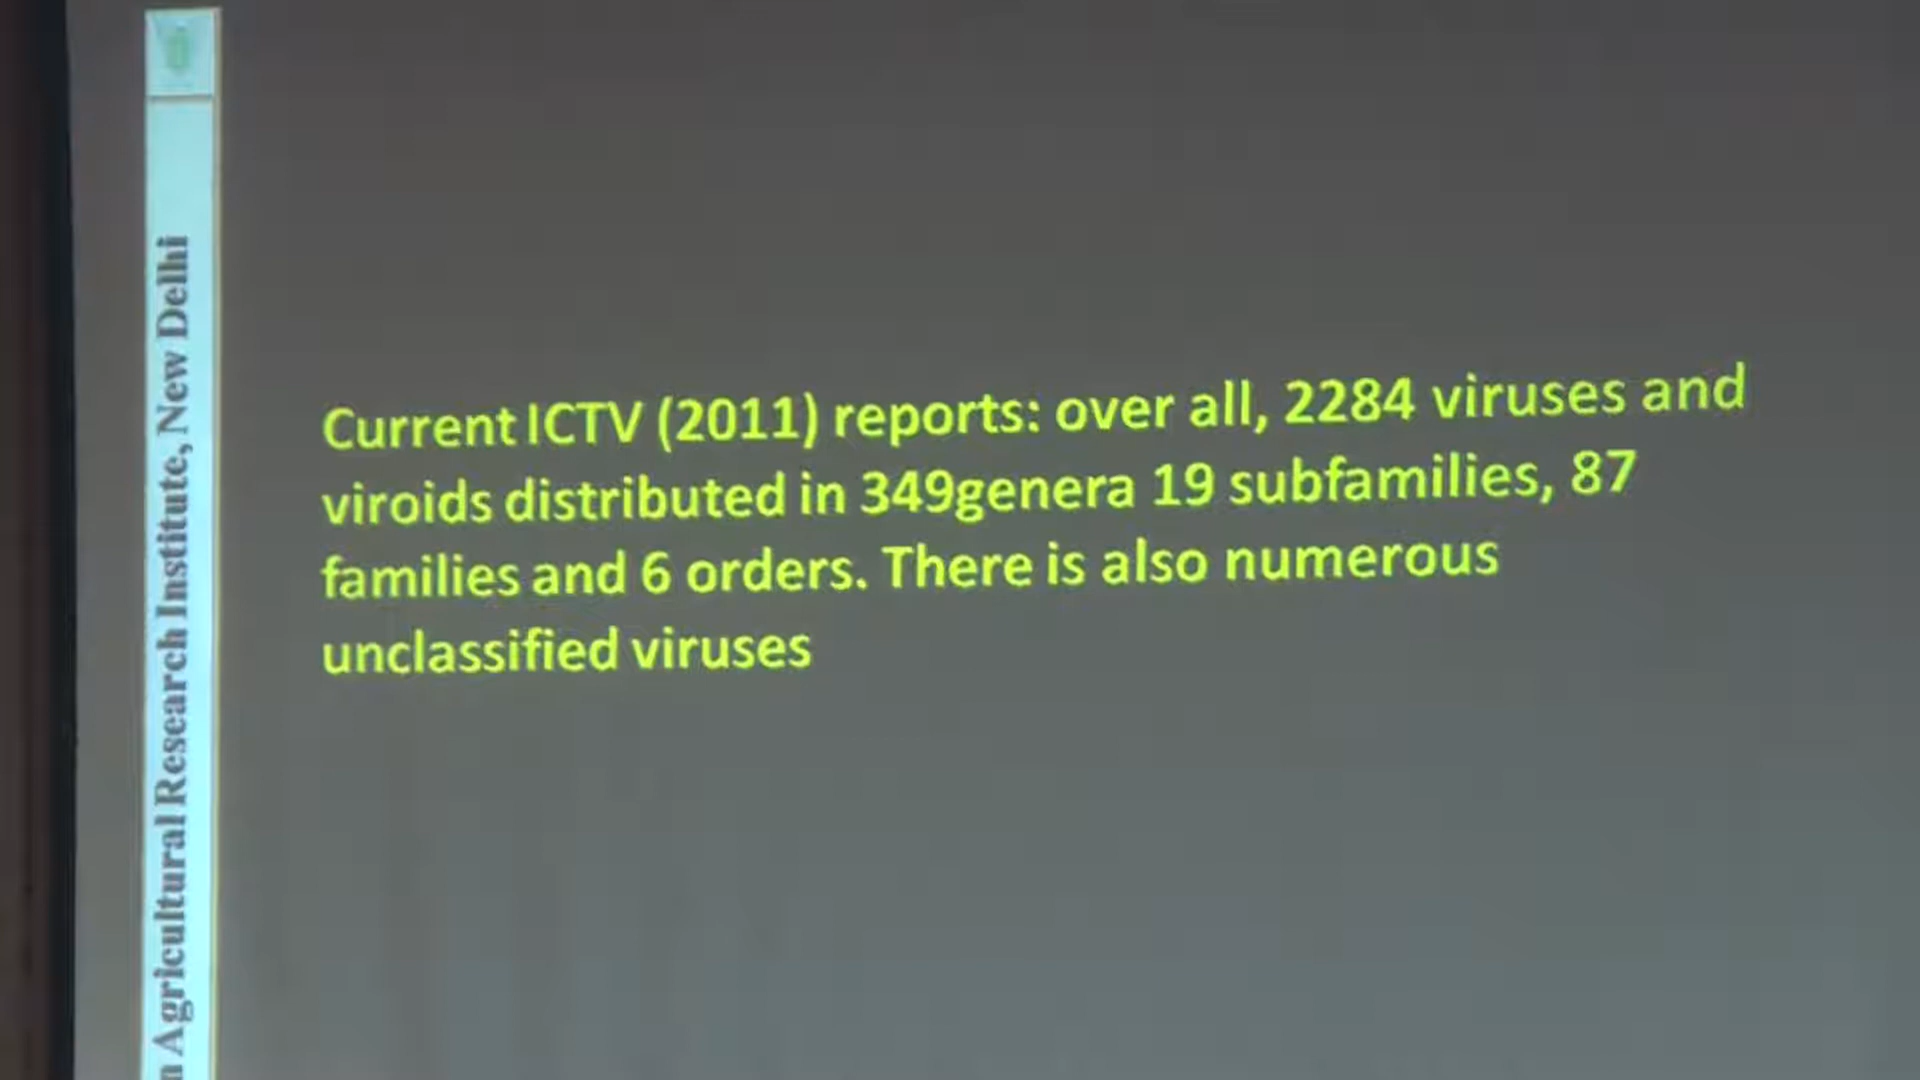 Current ICTV (2011) reports: over all, 2284 viruses and
viroids distributed in 349genera 19 subfamilies, 87
families and 6 orders. There is also numerous
unclassified viruses
Agricultural Research Institute, New Delhi